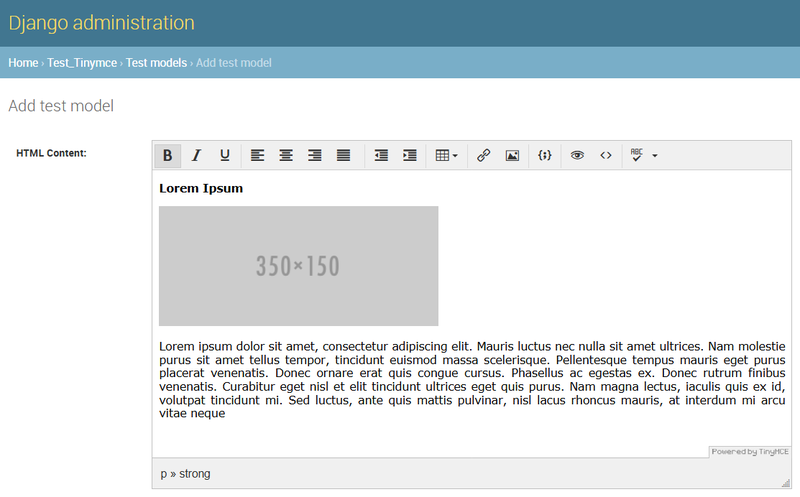 Django administration
Home › Test_Tinymce › Test models › Add test model
Add test model
HTML Content:
B I U ABC
Lorem Ipsum
350×150
Lorem ipsum dolor sit amet, consectetur adipiscing elit. Mauris luctus nec nulla sit amet ultrices. Nam molestie
purus sit amet tellus tempor, tincidunt euismod massa scelerisque. Pellentesque tempus mauris eget purus
placerat venenatis. Donec ornare erat quis congue cursus. Phasellus ac egestas ex. Donec rutrum finibus
venenatis. Curabitur eget nisl et elit tincidunt ultrices eget quis purus. Nam magna lectus, iaculis quis ex id,
volutpat tincidunt mi. Sed luctus, ante quis mattis pulvinar, nisl lacus rhoncus mauris, at interdum mi arcu
vitae neque
Powered by TinyMCE
p » strong